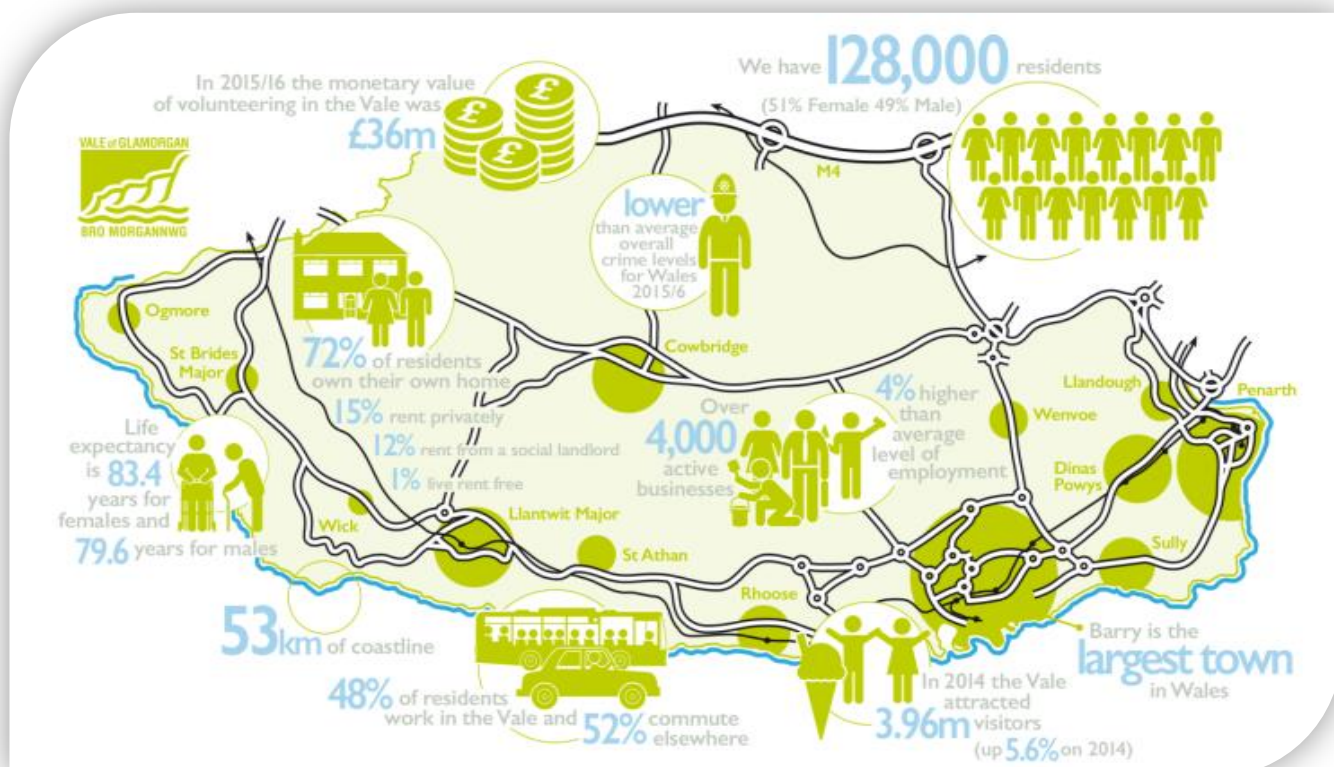 In 2015/16 the monetary value
of volunteering in the Vale was
£36m
£
£
£
We have 128,000 residents
(51% Female 49% Male)
VALE of GLAMORGAN
BRO MORGANNWG
M4
lower
than average
overall
crime levels
for Wales
2015/6
Ogmore
St Brides
Major
Cowbridge
72% of residents
own their own home
15% rent privately
12% rent from a social landlord
1% live rent free
Over
4,000
active
businesses
4% higher
than
average
level of
employment
Llandough
Penarth
Wenvoe
Dinas
Powys
Sully
Life
expectancy
is 83.4
years for
females and
79.6 years for males
Wick
Llantwit Major
St Athan
Rhoose
53km of coastline
48% of residents
work in the Vale and 52% commute
elsewhere
In 2014 the Vale
attracted
3.96m visitors
(up 5.6% on 2014)
Barry is the
largest town
in Wales